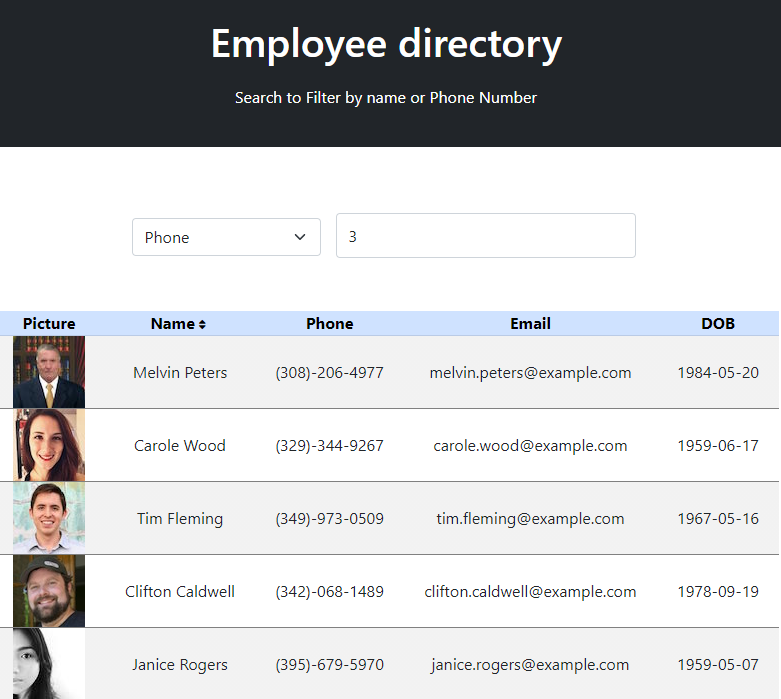 Employee directory
Search to Filter by name or Phone Number
Phone 3
Picture Name Phone Email DOB
Melvin Peters (308)-206-4977 melvin.peters@example.com 1984-05-20
Carole Wood (329)-344-9267 carole.wood@example.com 1959-06-17
Tim Fleming (349)-973-0509 tim.fleming@example.com 1967-05-16
Clifton Caldwell (342)-068-1489 clifton.caldwell@example.com 1978-09-19
Janice Rogers (395)-679-5970 janice.rogers@example.com 1959-05-07